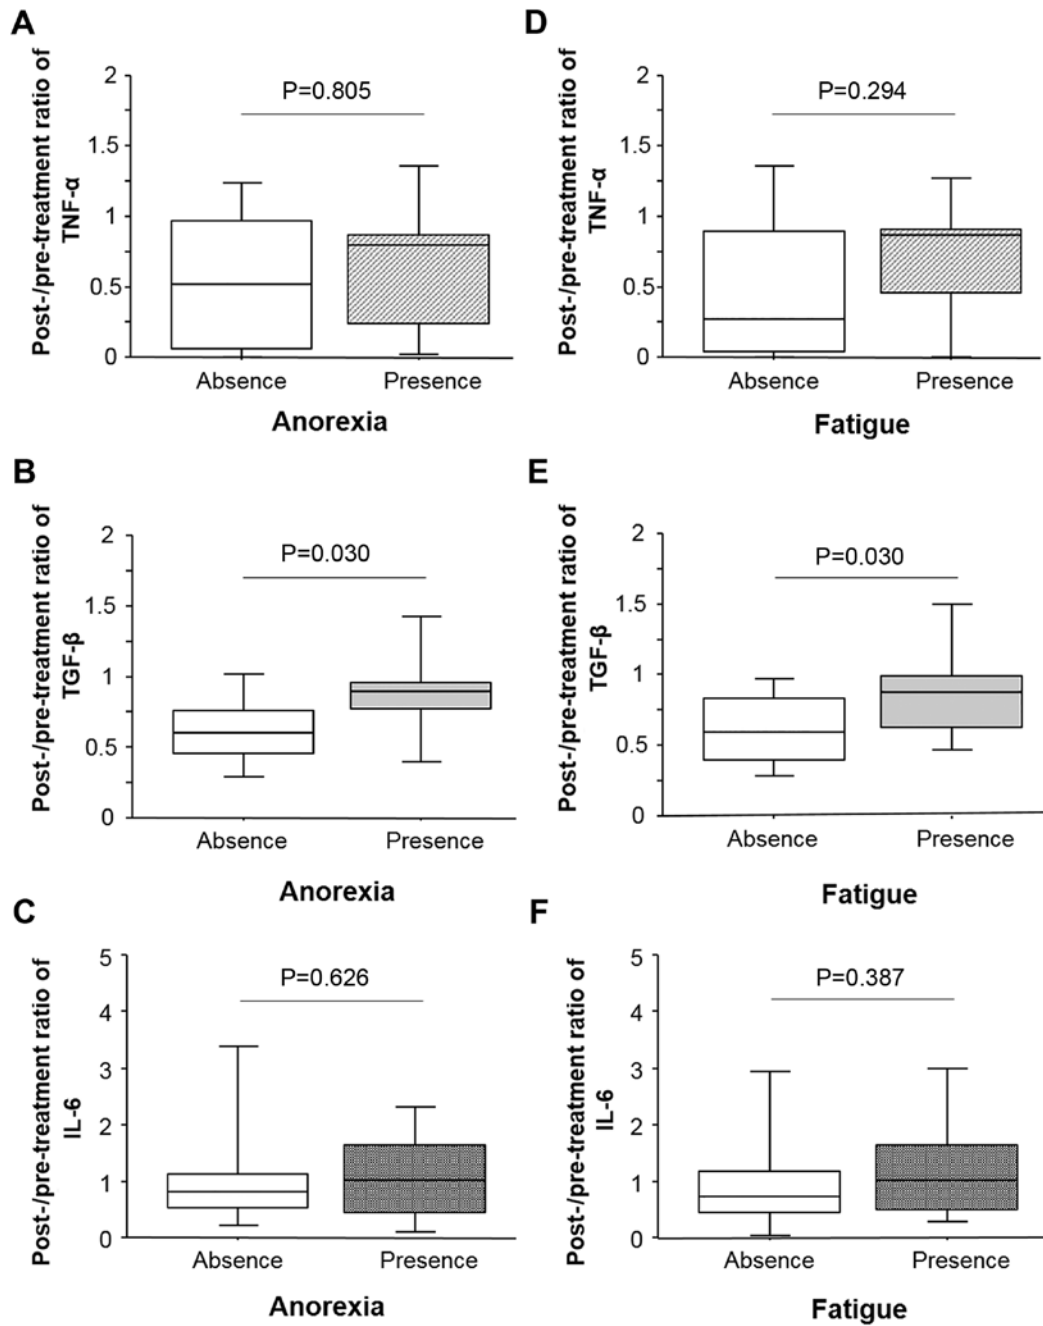 A
Post-/pre-treatment ratio of
TNF-α
2
1.5
1
0.5
0
P=0.805
Absence Presence
Anorexia
D
Post-/pre-treatment ratio of
TNF-α
2
1.5
1
0.5
0
P=0.294
Absence Presence
Fatigue
B
Post-/pre-treatment ratio of
TGF-β
2
1.5
1
0.5
0
P=0.030
Absence Presence
Anorexia
E
Post-/pre-treatment ratio of
TGF-β
2
1.5
1
0.5
0
P=0.030
Absence Presence
Fatigue
C
Post-/pre-treatment ratio of
IL-6
5
4
3
2
1
0
P=0.626
Absence Presence
Anorexia
F
Post-/pre-treatment ratio of
IL-6
5
4
3
2
1
0
P=0.387
Absence Presence
Fatigue